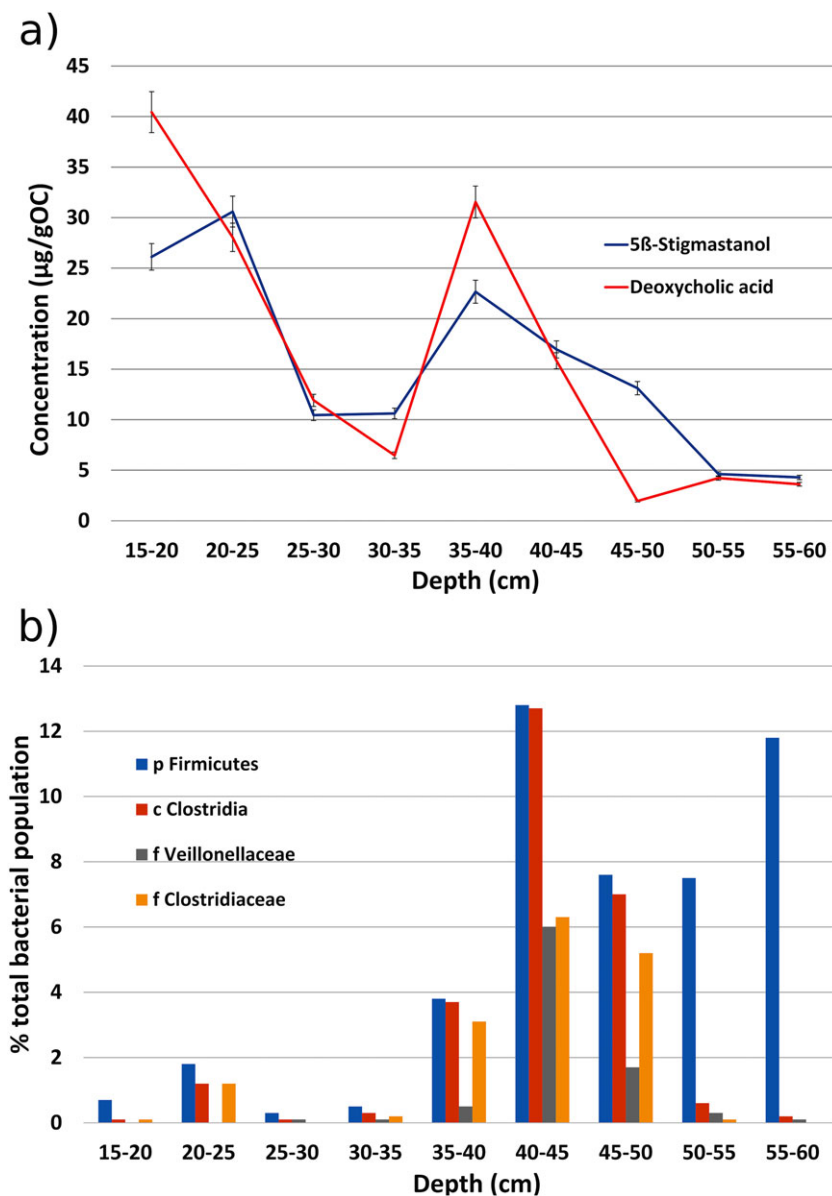 a)
Concentration (µg/gOC)
45
40
35
30
25
20
15
10
5
0
5ß-Stigmastanol
Deoxycholic acid
15-20 20-25 25-30 30-35 35-40 40-45 45-50 50-55 55-60
Depth (cm)
b)
% total bacterial population
14
12
10
8
6
4
2
0
p Firmicutes
c Clostridia
f Veillonellaceae
f Clostridiaceae
15-20 20-25 25-30 30-35 35-40 40-45 45-50 50-55 55-60
Depth (cm)